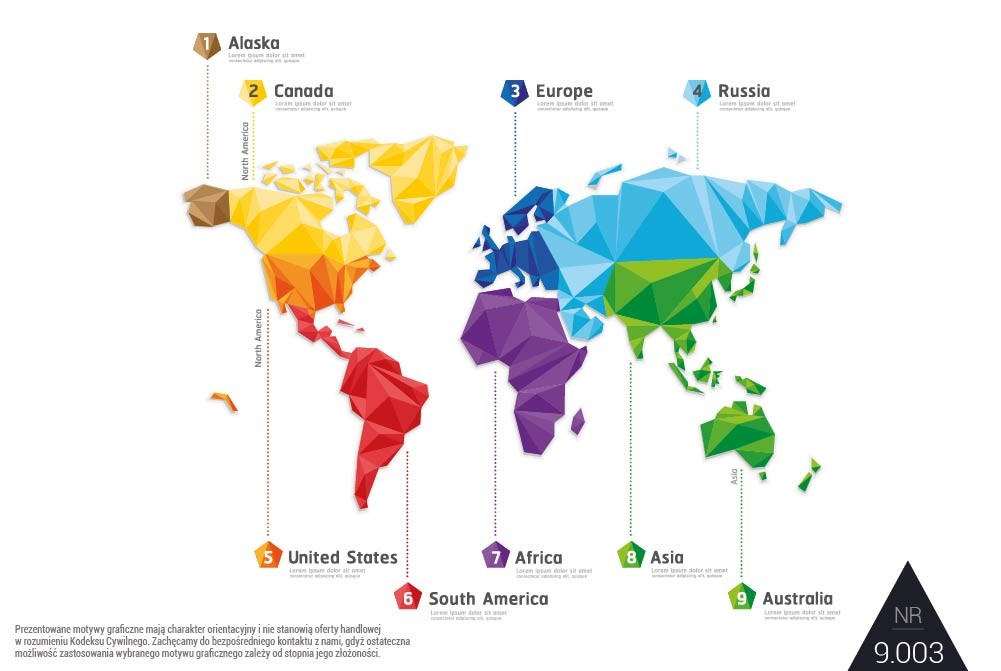 1 Alaska
Lorem ipsum dolor sit amet
consectetur adipiscing elit, quisque
2 Canada
Lorem ipsum dolor sit amet
consectetur adipiscing elit, quisque
3 Europe
Lorem ipsum dolor sit amet
consectetur adipiscing elit, quisque
4 Russia
Lorem ipsum dolor sit amet
consectetur adipiscing elit, quisque
North America
North America
Asia
5 United States
Lorem ipsum dolor sit amet
consectetur adipiscing elit, quisque
7 Africa
Lorem ipsum dolor sit amet
consectetur adipiscing elit, quisque
8 Asia
Lorem ipsum dolor sit amet
consectetur adipiscing elit, quisque
6 South America
Lorem ipsum dolor sit amet
consectetur adipiscing elit, quisque
9 Australia
Lorem ipsum dolor sit amet
consectetur adipiscing elit, quisque
Prezentowane motywy graficzne mają charakter orientacyjny i nie stanowią oferty handlowej
w rozumieniu Kodeksu Cywilnego. Zachęcamy do bezpośredniego kontaktu z nami, gdyż ostateczna
możliwość zastosowania wybranego motywu graficznego zależy od stopnia jego złożoności.
NR
9.003